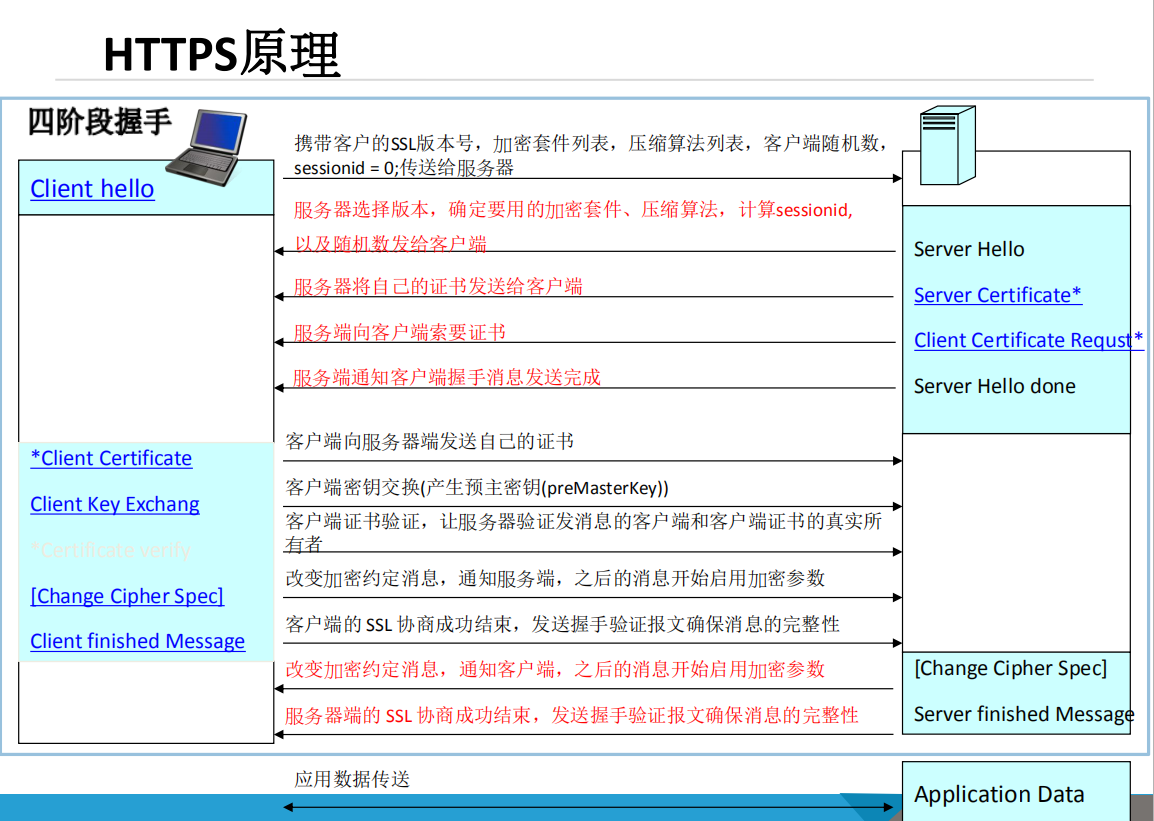 HTTPS原理
四阶段握手
携带客户的SSL版本号，加密套件列表，压缩算法列表，客户端随机数，
sessionid = 0;传送给服务器
Client hello
服务器选择版本，确定要用的加密套件、压缩算法，计算sessionid,
以及随机数发给客户端
Server Hello
服务器将自己的证书发送给客户端
Server Certificate*
服务端向客户端索要证书
Client Certificate Requst*
服务端通知客户端握手消息发送完成
Server Hello done
客户端向服务器端发送自己的证书
*Client Certificate
客户端密钥交换(产生预主密钥(preMasterKey))
Client Key Exchang
客户端证书验证，让服务器验证发消息的客户端和客户端证书的真实所
有者
*Certificate verify
改变加密约定消息，通知服务端，之后的消息开始启用加密参数
[Change Cipher Spec]
客户端的 SSL 协商成功结束，发送握手验证报文确保消息的完整性
Client finished Message
改变加密约定消息，通知客户端，之后的消息开始启用加密参数
[Change Cipher Spec]
服务器端的 SSL 协商成功结束，发送握手验证报文确保消息的完整性
Server finished Message
应用数据传送
Application Data